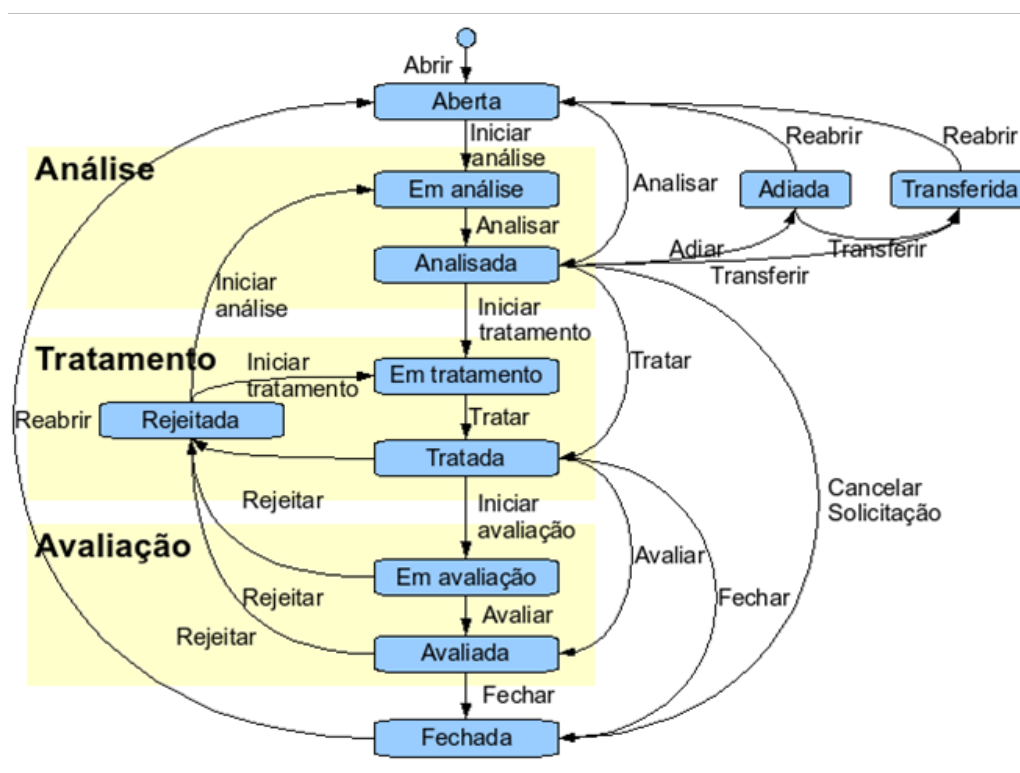 Abrir
Aberta
Iniciar
análise
Reabrir
Reabrir
Análise
Em análise
Analisar
Adiada
Transferida
Analisar
Adiar
Transferir
Analisada
Transferir
Iniciar
análise
Iniciar
tratamento
Tratamento
Iniciar
tratamento
Em tratamento
Tratar
Reabrir
Rejeitada
Tratar
Tratada
Rejeitar
Iniciar
avaliação
Cancelar
Solicitação
Avaliação
Avaliar
Em avaliação
Rejeitar
Fechar
Avaliar
Rejeitar
Avaliada
Fechar
Fechada